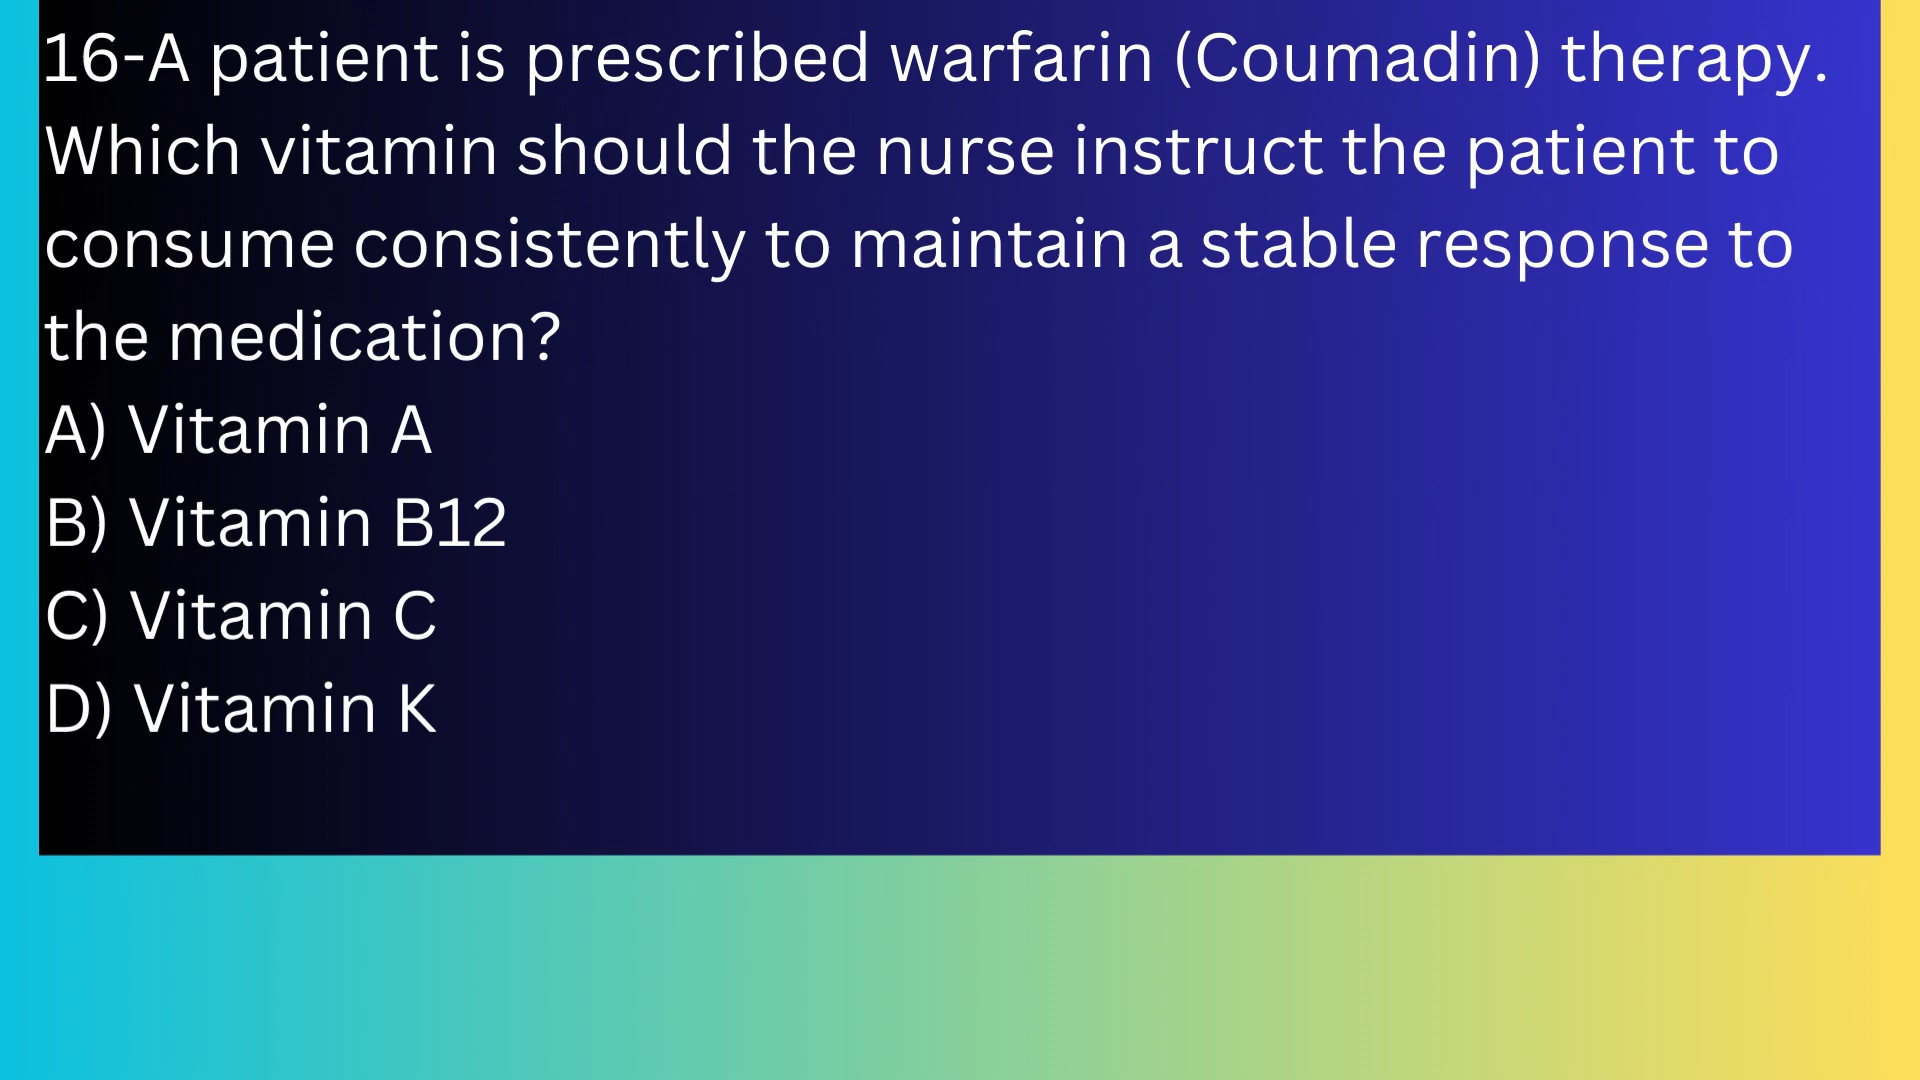 16-A patient is prescribed warfarin (Coumadin) therapy.
Which vitamin should the nurse instruct the patient to
consume consistently to maintain a stable response to
the medication?
A) Vitamin A
B) Vitamin B12
C) Vitamin C
D) Vitamin K